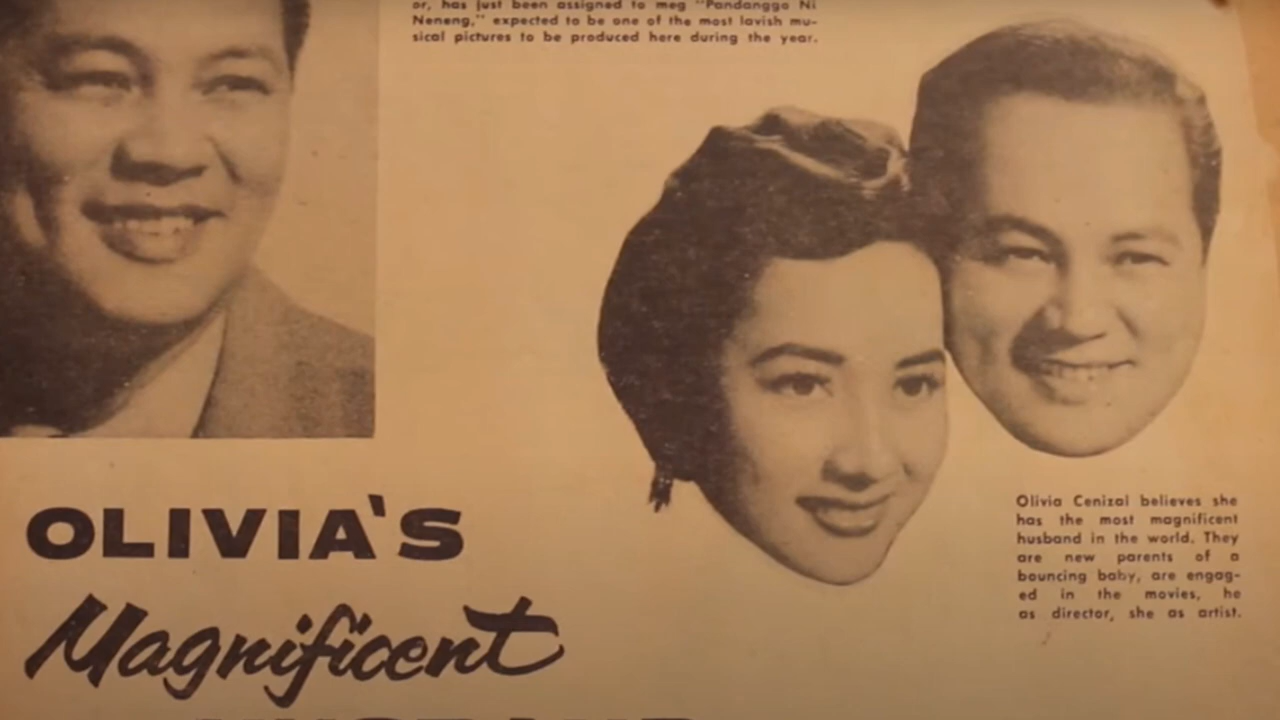 or, has just been assigned to meg "Pandanggo Ni
Neneng," expected to be one of the most lavish mu-
sical pictures to be produced here during the year.
OLIVIA'S
Magnificent
Olivia Cenizal believes she
has the most magnificent
husband in the world. They
are new parents of a
bouncing baby, are engag-
ed in the movies, he
as director, she as artist.